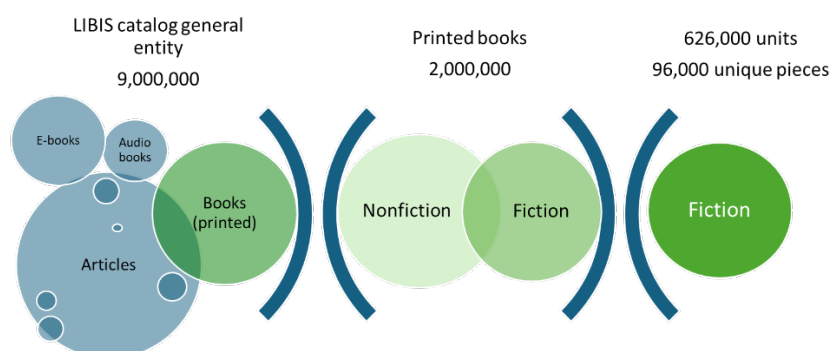 LIBIS catalog general
entity
9,000,000
Printed books
2,000,000
626,000 units
96,000 unique pieces
E-books
Audio
books
Books
(printed)
Articles
Nonfiction
Fiction
Fiction